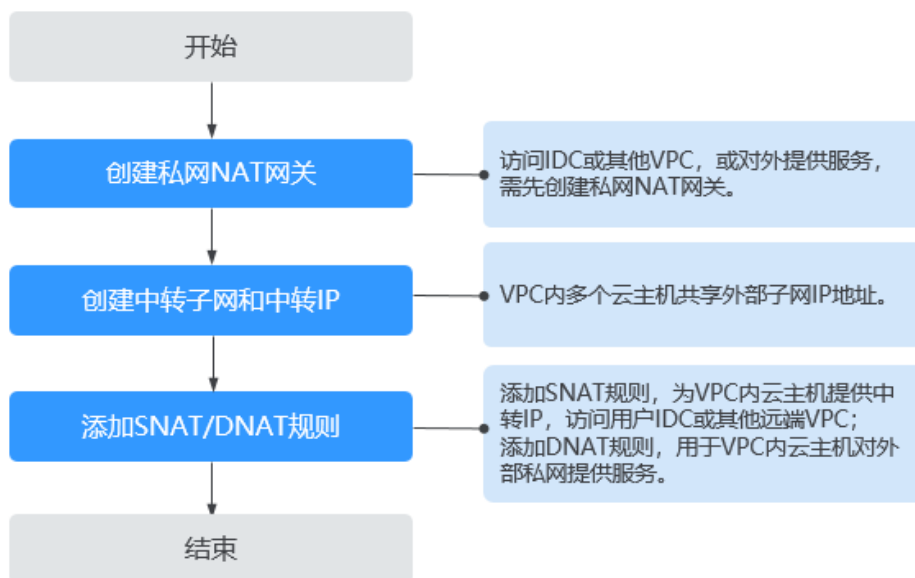 开始
创建私网NAT网关
访问IDC或其他VPC，或对外提供服务，
需先创建私网NAT网关。
创建中转子网和中转IP
VPC内多个云主机共享外部子网IP地址。
添加SNAT/DNAT规则
添加SNAT规则，为VPC内云主机提供中
转IP，访问用户IDC或其他远端VPC；
添加DNAT规则，用于VPC内云主机对外
部私网提供服务。
结束